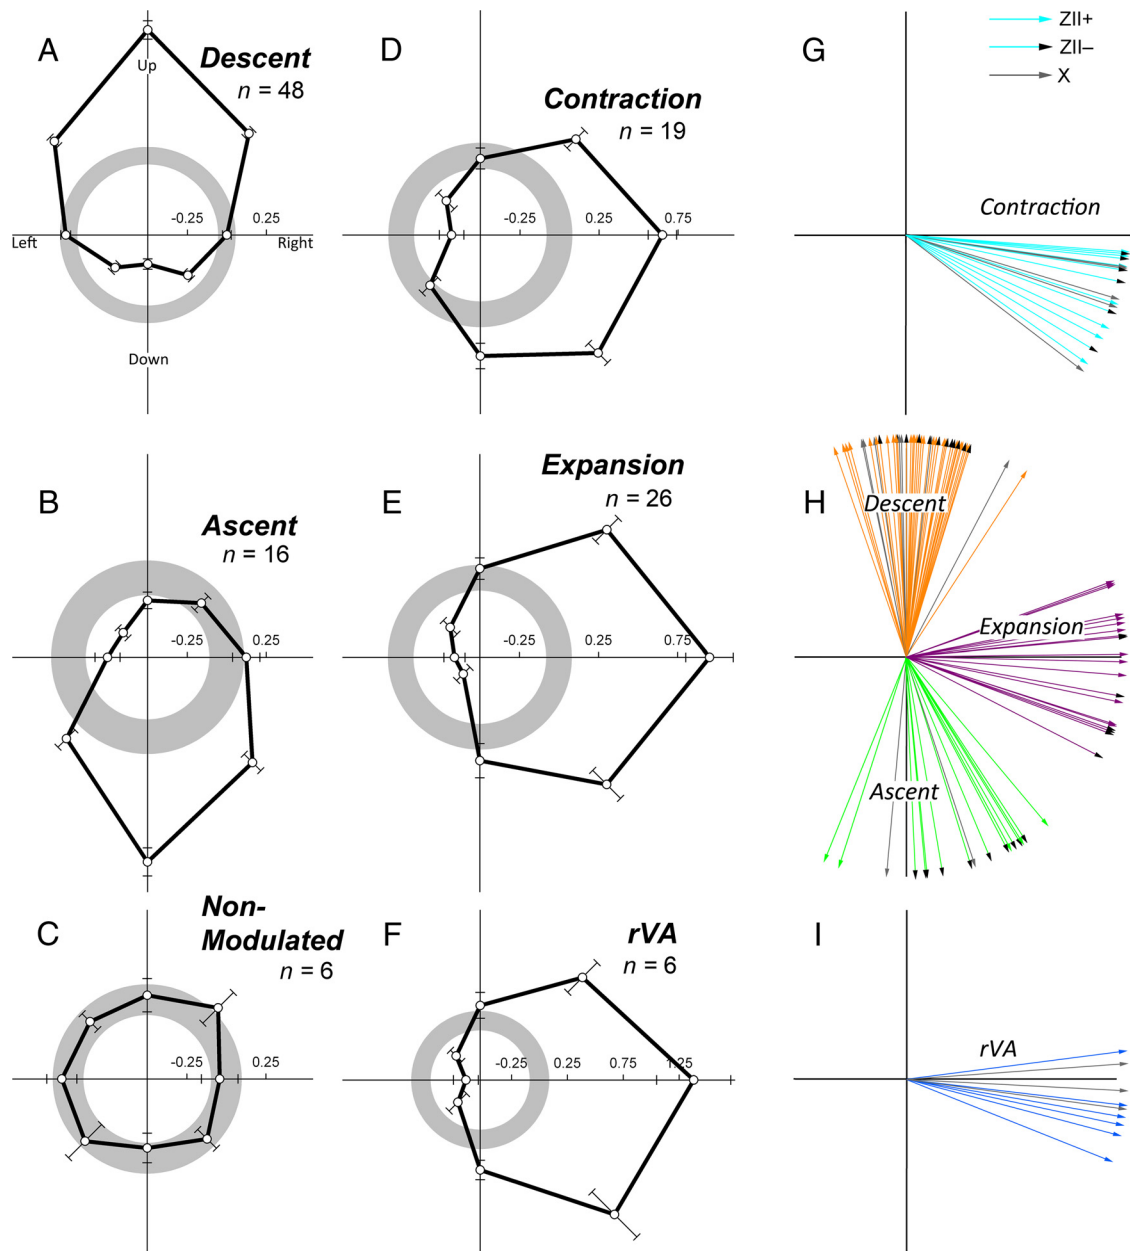 A
Descent
n = 48
Up
-0.25
0.25
Left
Right
Down
D
Contraction
n = 19
-0.25
0.25
0.75
G
ZII+
ZII–
X
Contraction
B
Ascent
n = 16
-0.25
0.25
E
Expansion
n = 26
-0.25
0.25
0.75
H
Descent
Expansion
Ascent
C
Non-
Modulated
n = 6
-0.25
0.25
F
rVA
n = 6
-0.25
0.25
0.75
1.25
I
rVA